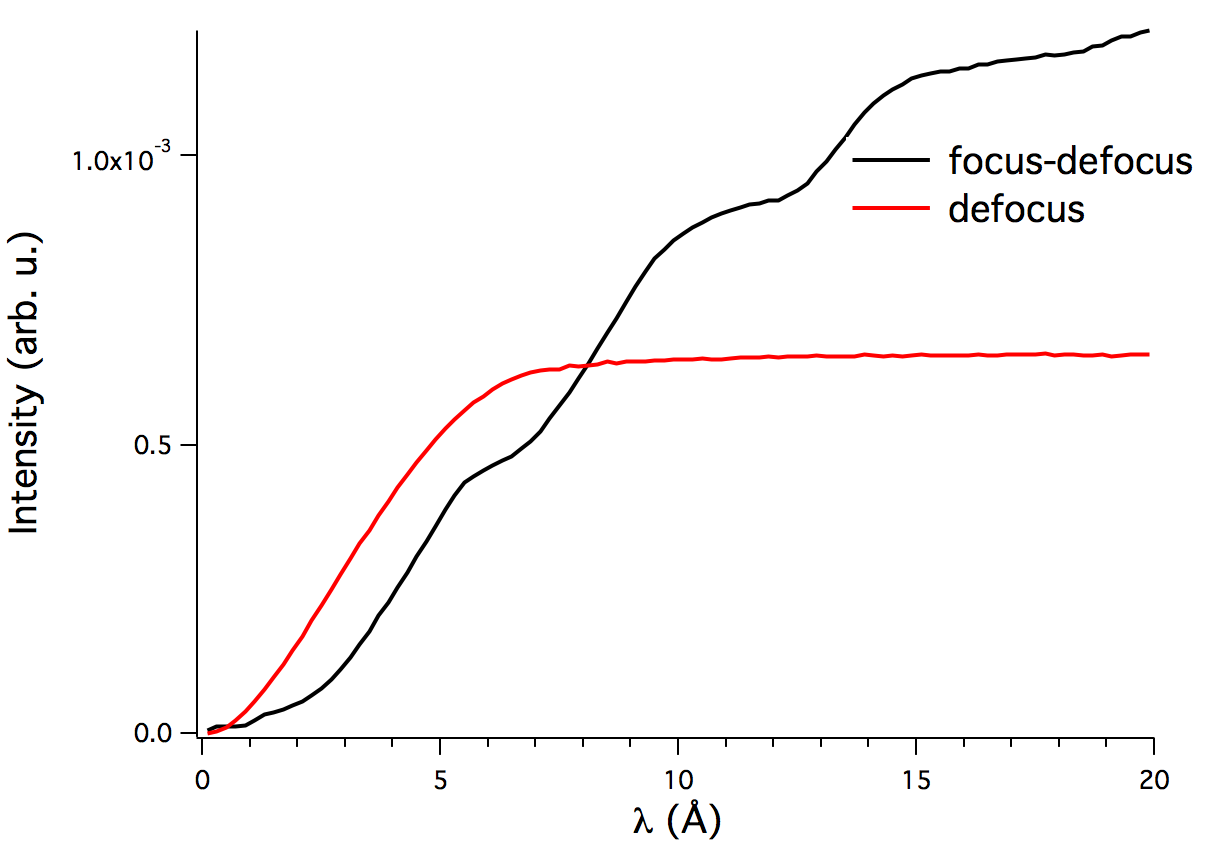 1.0x10-3
0.5
0.0
Intensity (arb. u.)
focus-defocus
defocus
0 5 10 15 20
λ (Å)